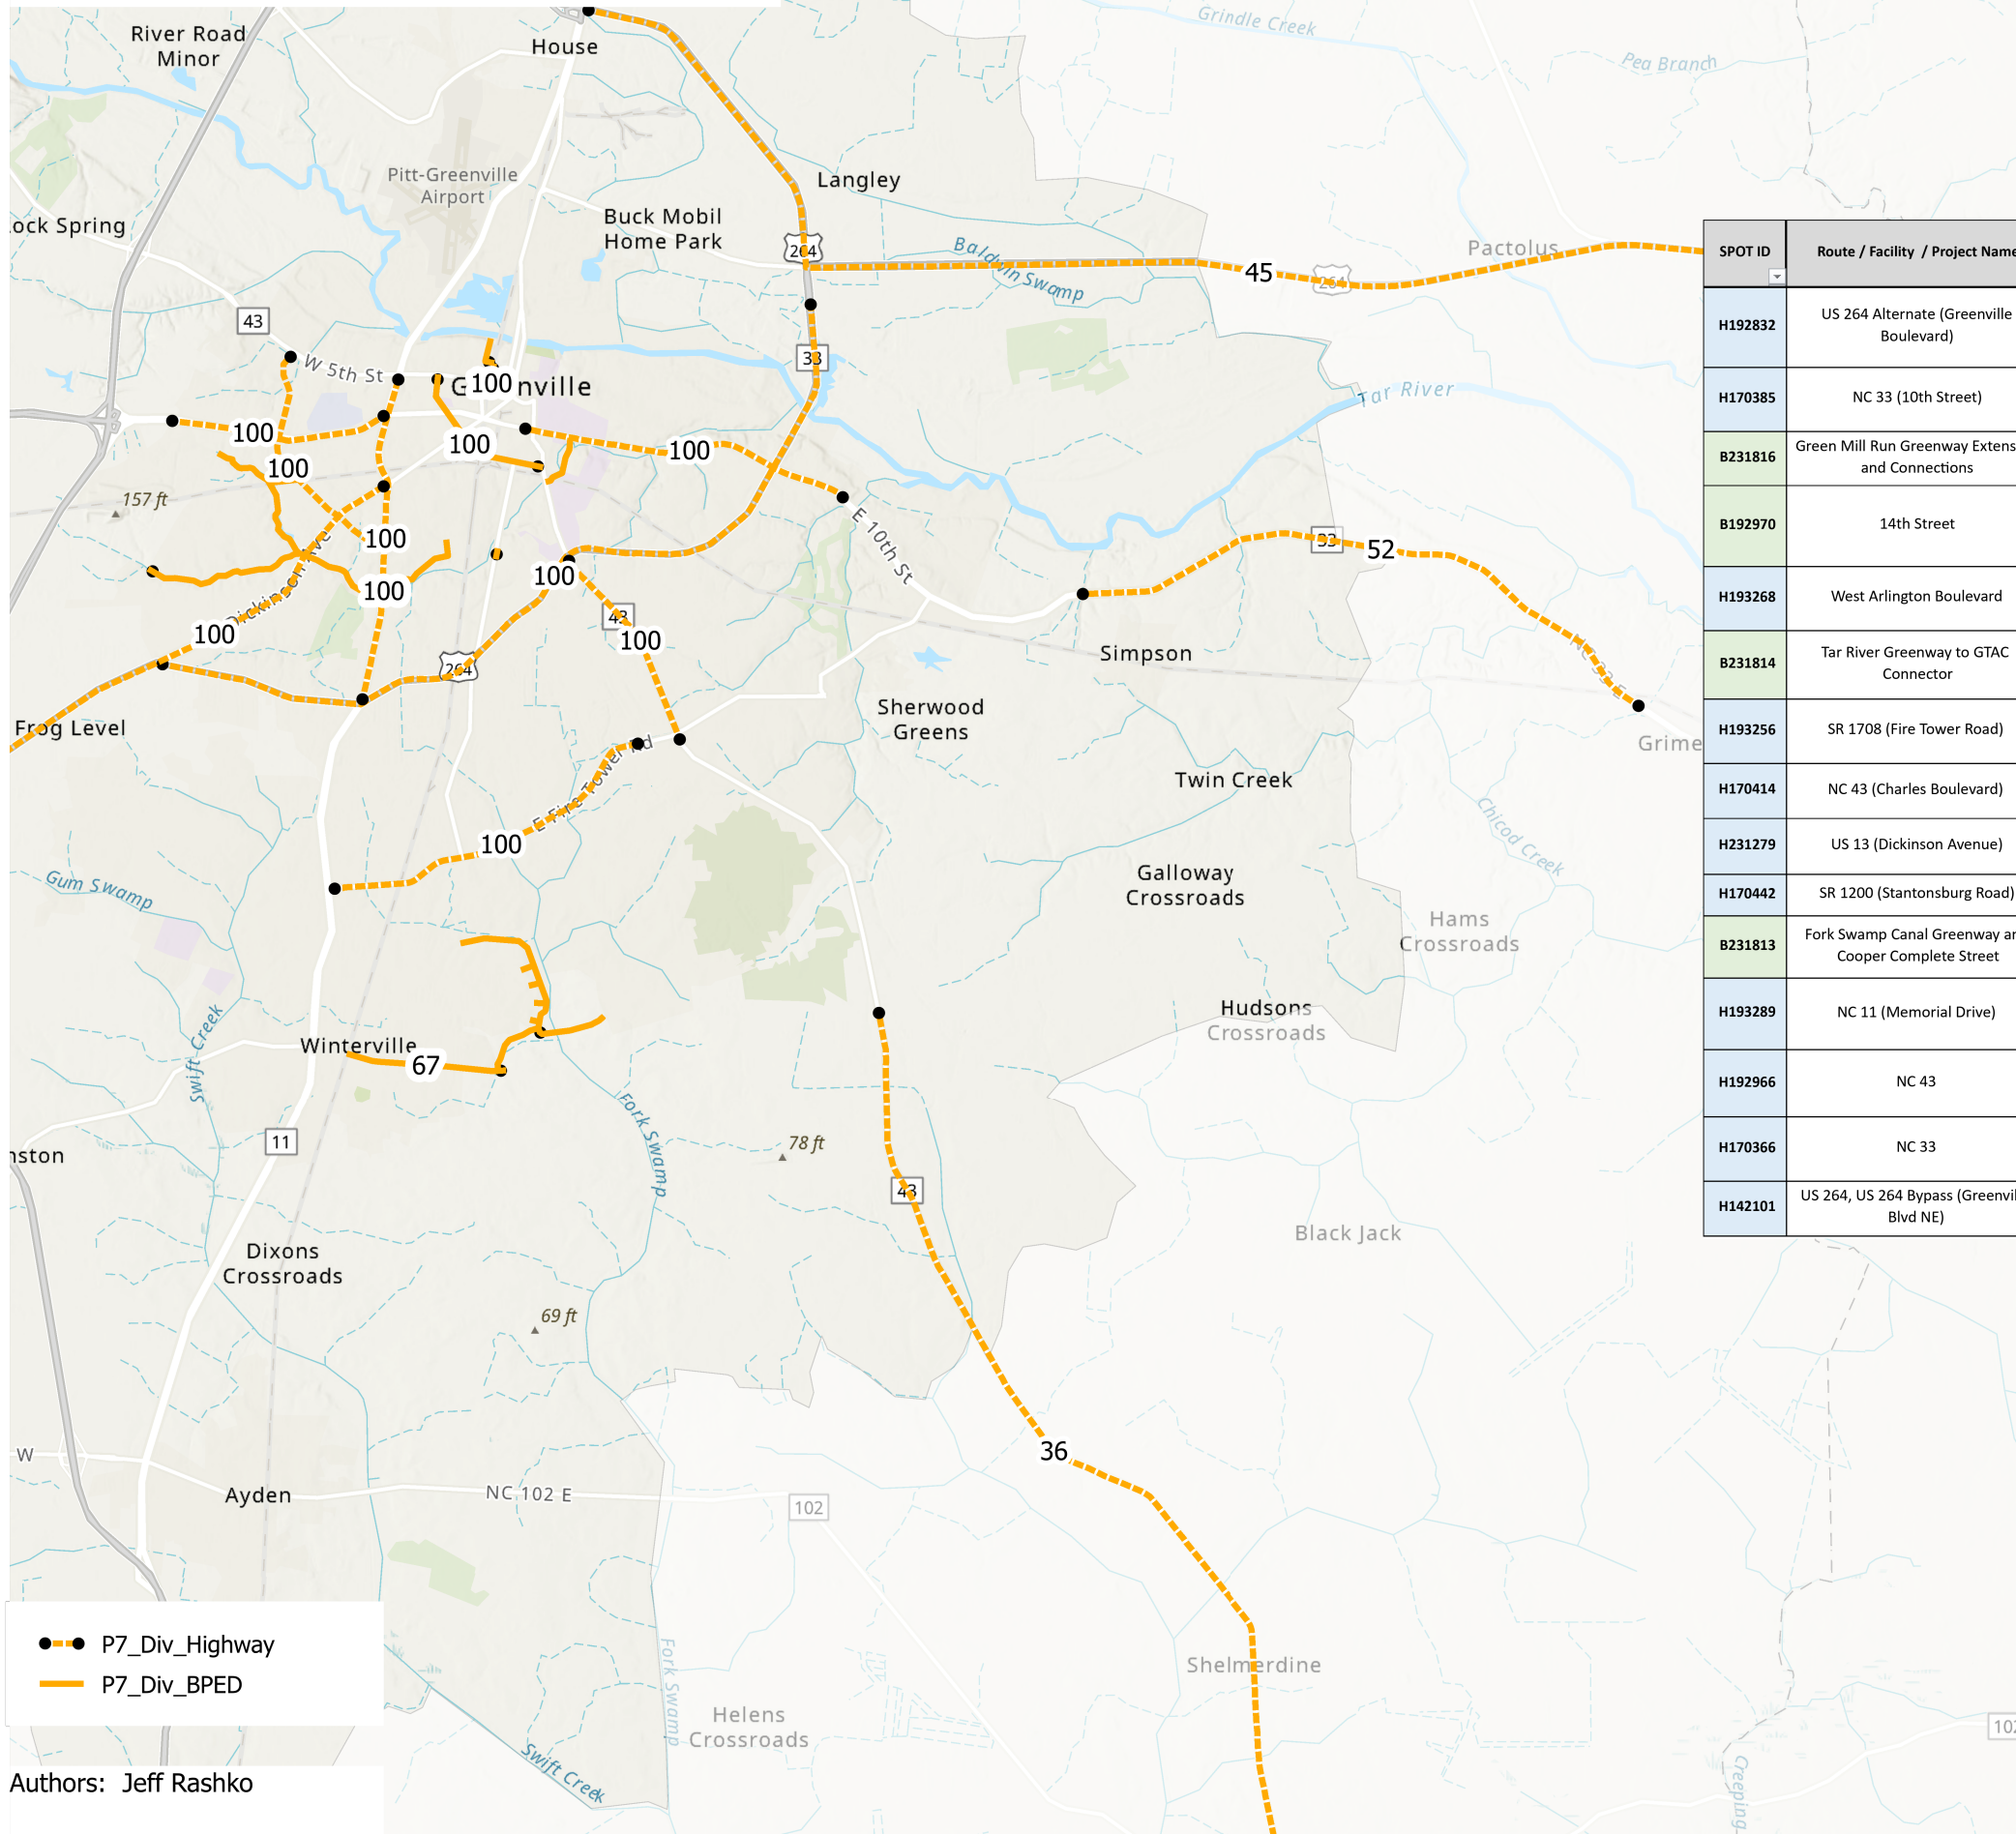 Grindle Creek
River Road
Minor
House
Pea Branch
Pitt-Greenville
Airport
Langley
Buck Mobil
Home Park
ock Spring
264
Baldwin Swamp
45
264
Pactolus
43
W 5th St
33
100
Tar River
100
100
100
100
157 ft
E 10th St
33
52
100
100
100
Dickinson Ave
100
43
100
264
Simpson
NC 33 E
Sherwood
Greens
Frog Level
Grime
E Fire Tower Rd
Twin Creek
100
Chicod Creek
Gum Swamp
Galloway
Crossroads
Hams
Crossroads
Hudsons
Crossroads
Swift Creek
Winterville
67
Fork Swamp
11
78 ft
nston
43
Black Jack
Dixons
Crossroads
69 ft
36
W
Ayden
NC 102 E
102
Shelmerdine
Fork Swamp
Helens
Crossroads
Swift Creek
Creeping
102
SPOT ID
Route / Facility / Project Name
H192832
US 264 Alternate (Greenville
Boulevard)
H170385
NC 33 (10th Street)
B231816
Green Mill Run Greenway Extens
and Connections
B192970
14th Street
H193268
West Arlington Boulevard
B231814
Tar River Greenway to GTAC
Connector
H193256
SR 1708 (Fire Tower Road)
H170414
NC 43 (Charles Boulevard)
H231279
US 13 (Dickinson Avenue)
H170442
SR 1200 (Stantonsburg Road)
B231813
Fork Swamp Canal Greenway an
Cooper Complete Street
H193289
NC 11 (Memorial Drive)
H192966
NC 43
H170366
NC 33
H142101
US 264, US 264 Bypass (Greenvil
Blvd NE)
P7_Div_Highway
P7_Div_BPED
Authors: Jeff Rashko